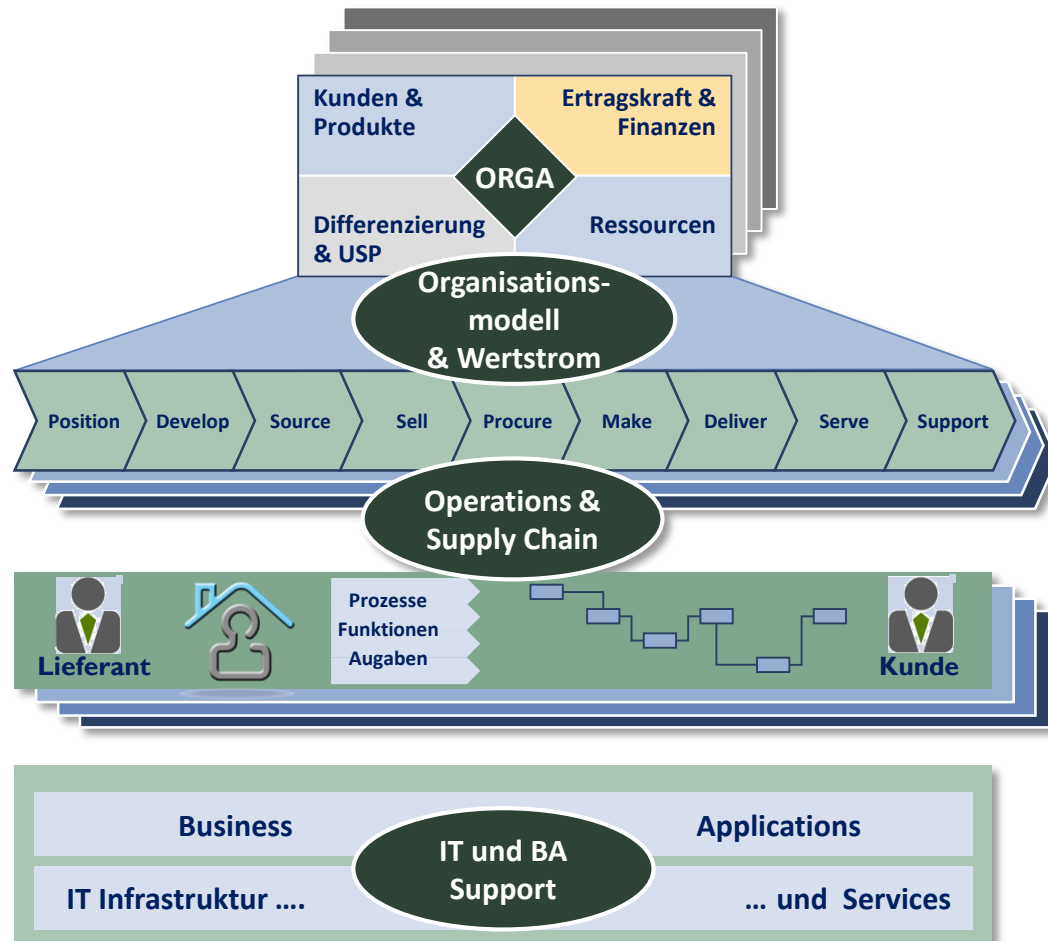 Kunden &
Produkte
Ertragskraft &
Finanzen
ORGA
Differenzierung
& USP
Ressourcen
Organisations-
modell
& Wertstrom
Position Develop Source Sell Procure Make Deliver Serve Support
Operations &
Supply Chain
Lieferant
Prozesse
Funktionen
Augaben
Kunde
Business
Applications
IT und BA
Support
IT Infrastruktur ....
... und Services